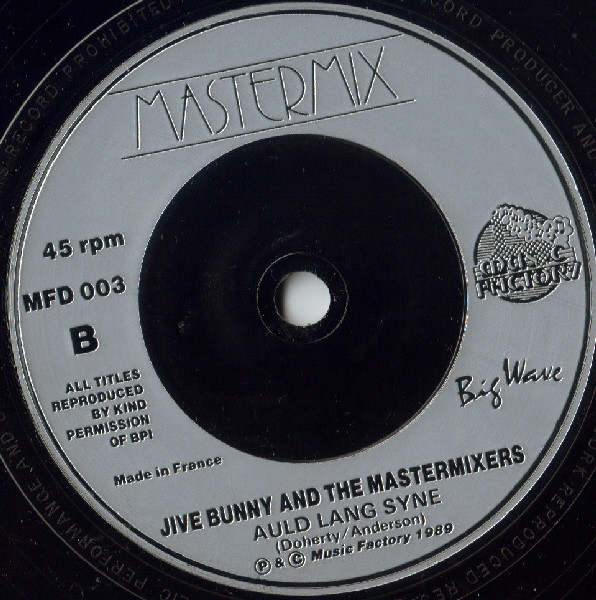 MASTERMIX
45 rpm
MFD 003
B
ALL TITLES
REPRODUCED
BY KIND
PERMISSION
OF BPI
Made in France
Big Wave
JIVE BUNNY AND THE MASTERMIXERS
AULD LANG SYNE
(Doherty/Anderson)
℗ & © Music Factory 1989
RECORD PROHIBITED
RECORD PRODUCER AND
WORK REPRODUCED RESE
PERFORMANCE AND